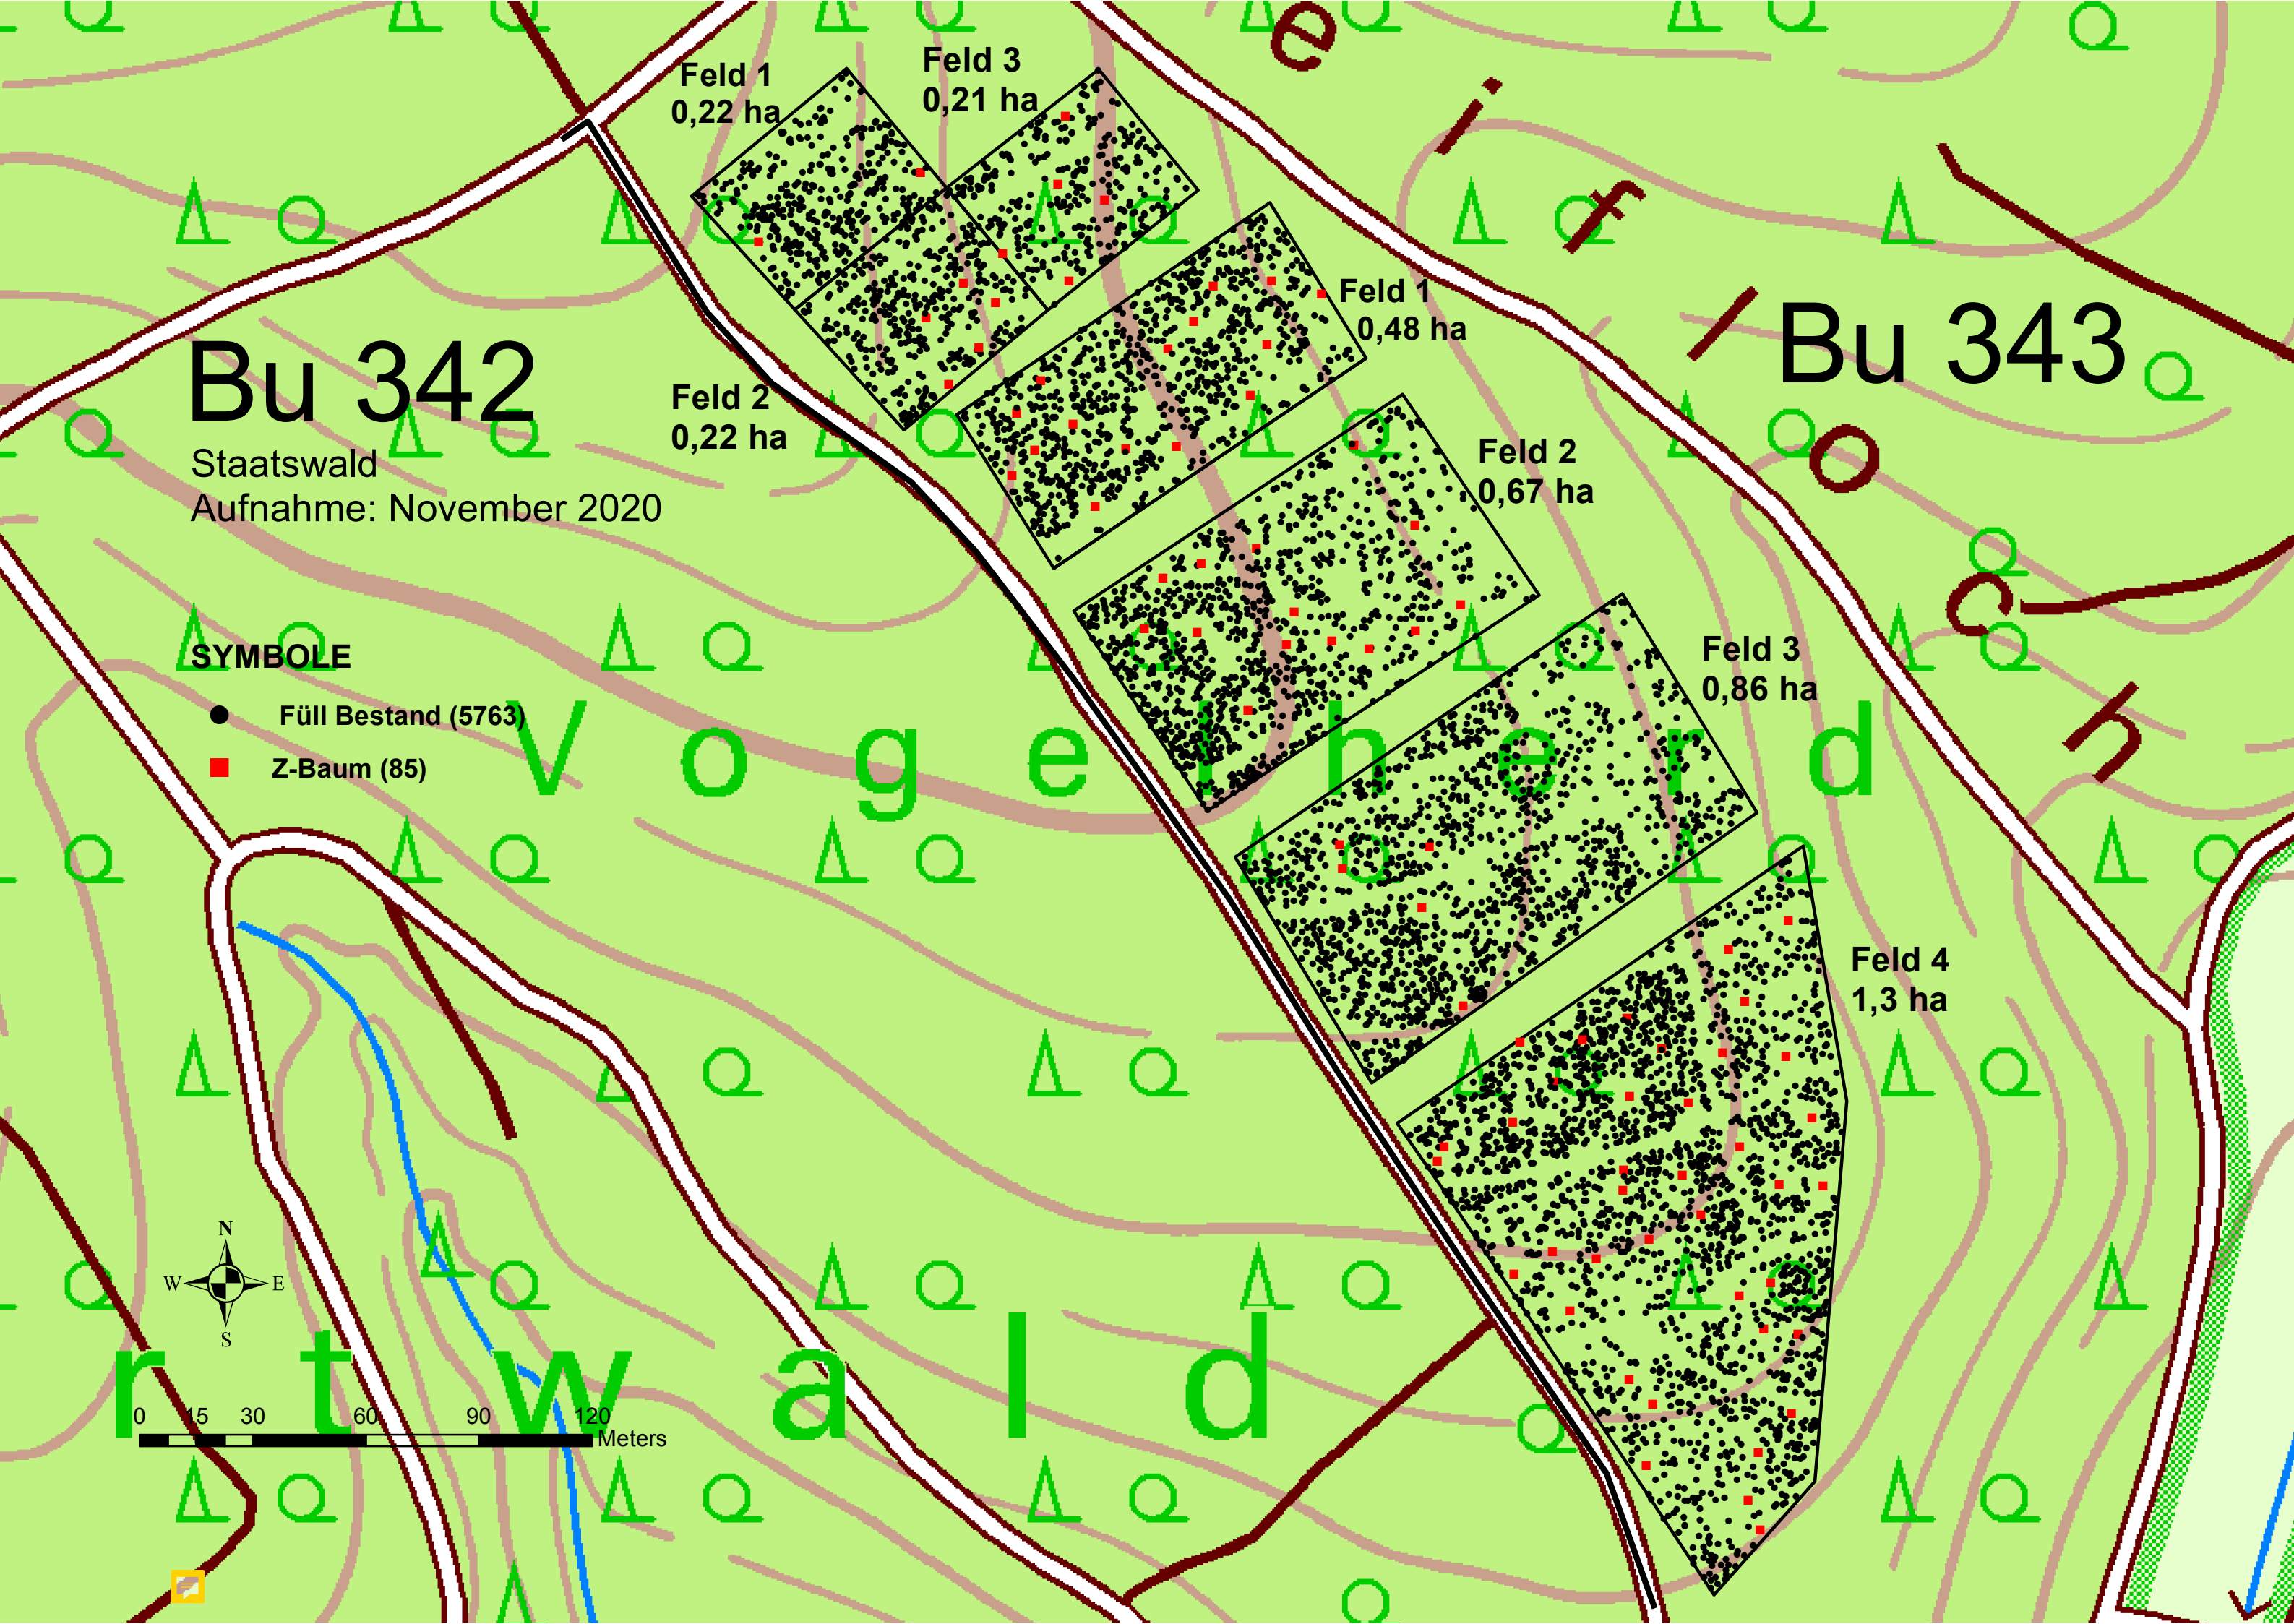 Feld 1
0,22 ha
Feld 3
0,21 ha
e i f l o c h
Feld 1
0,48 ha
Bu 342
Staatswald
Aufnahme: November 2020
Bu 343
Feld 2
0,22 ha
Feld 2
0,67 ha
SYMBOLE
Füll Bestand (5763)
Z-Baum (85)
Feld 3
0,86 ha
V o g e l h e r d
Feld 4
1,3 ha
N
W E
S
r t w a l d
0 15 30 60 90 120
Meters